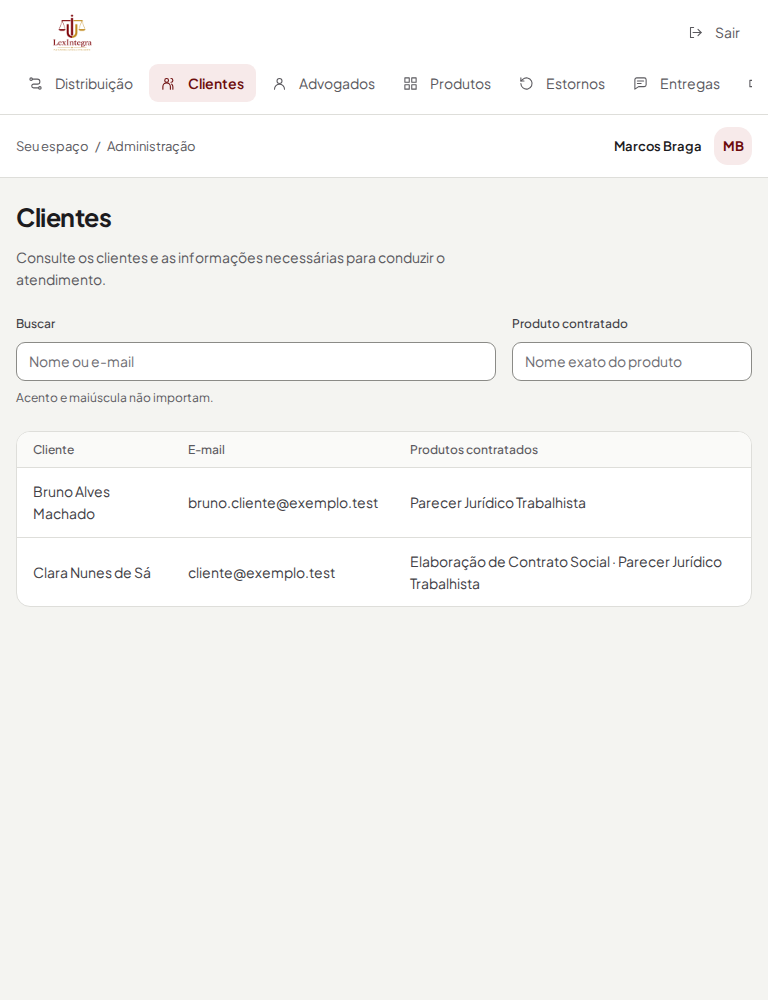 LexIntegra
Sair
Distribuição
Clientes
Advogados
Produtos
Estornos
Entregas
Seu espaço / Administração
Marcos Braga
MB
Clientes
Consulte os clientes e as informações necessárias para conduzir o
atendimento.
Buscar
Produto contratado
Nome ou e-mail
Nome exato do produto
Acento e maiúscula não importam.
Cliente
E-mail
Produtos contratados
Bruno Alves
Machado
bruno.cliente@exemplo.test
Parecer Jurídico Trabalhista
Clara Nunes de Sá
cliente@exemplo.test
Elaboração de Contrato Social · Parecer Jurídico
Trabalhista